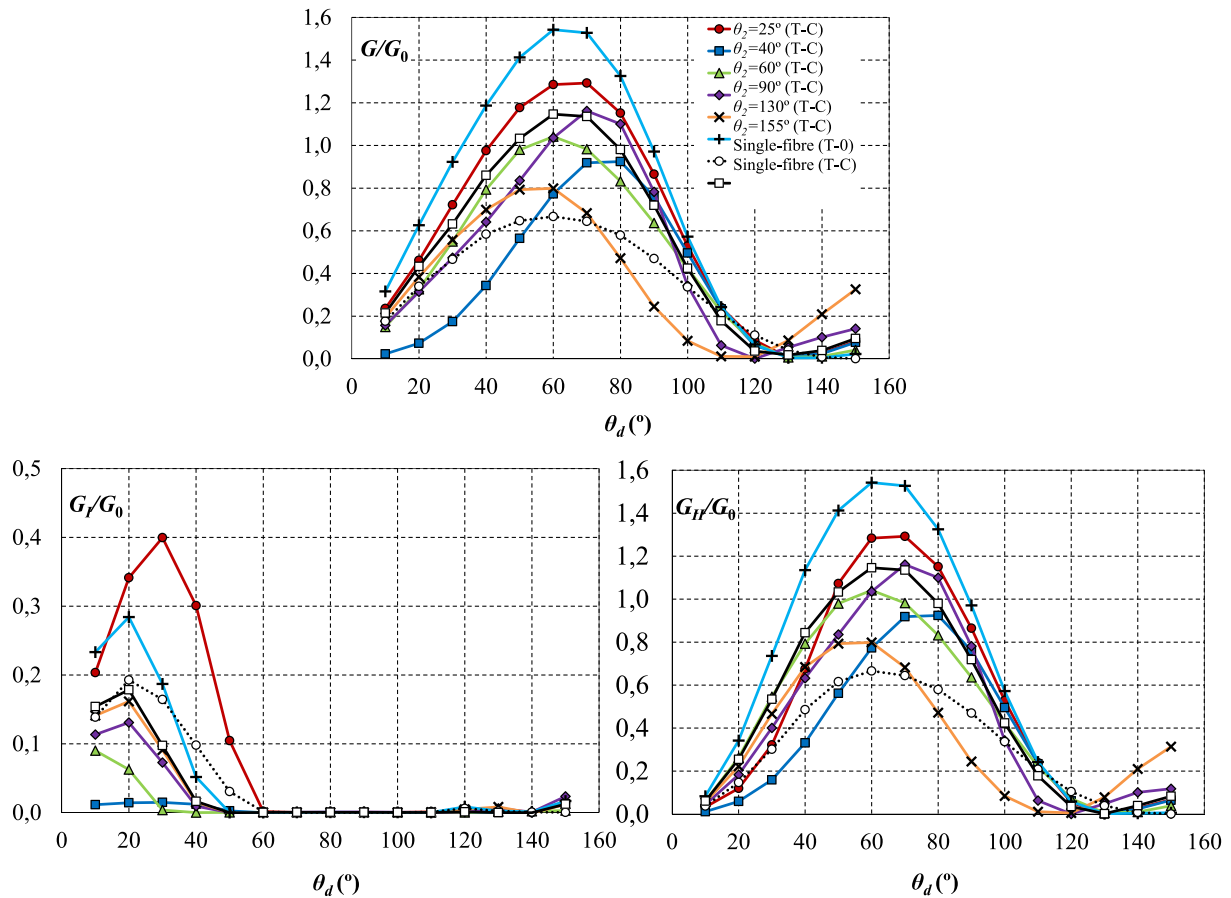 1,6
1,4
1,2
1,0
0,8
0,6
0,4
0,2
0,0
G/G0
θ2=25º (T-C)
θ2=40º (T-C)
θ2=60º (T-C)
θ2=90º (T-C)
θ2=130º (T-C)
θ2=155º (T-C)
Single-fibre (T-0)
Single-fibre (T-C)
0 20 40 60 80 100 120 140 160
θd (º)
0,5
0,4
0,3
0,2
0,1
0,0
GI/G0
0 20 40 60 80 100 120 140 160
θd (º)
1,6
1,4
1,2
1,0
0,8
0,6
0,4
0,2
0,0
GII/G0
0 20 40 60 80 100 120 140 160
θd (º)